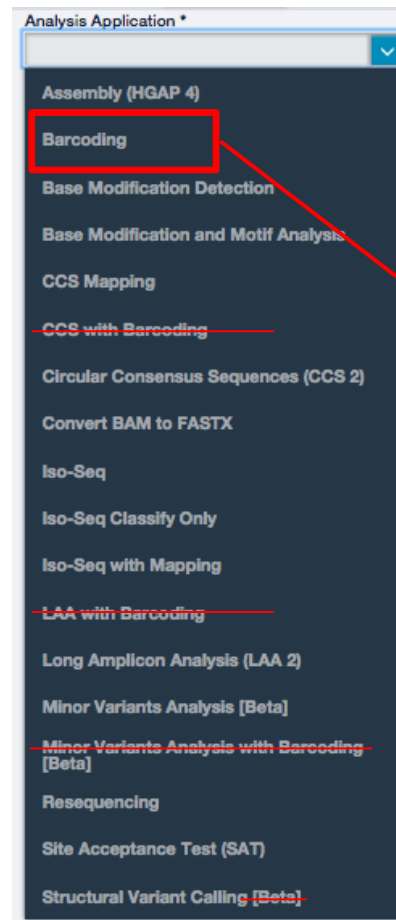 Analysis Application *
Assembly (HGAP 4)
Barcoding
Base Modification Detection
Base Modification and Motif Analysis
CCS Mapping
CCS with Barcoding
Circular Consensus Sequences (CCS 2)
Convert BAM to FASTX
Iso-Seq
Iso-Seq Classify Only
Iso-Seq with Mapping
LAA with Barcoding
Long Amplicon Analysis (LAA 2)
Minor Variants Analysis [Beta]
Minor Variants Analysis with Barcoding
[Beta]
Resequencing
Site Acceptance Test (SAT)
Structural Variant Calling [Beta]